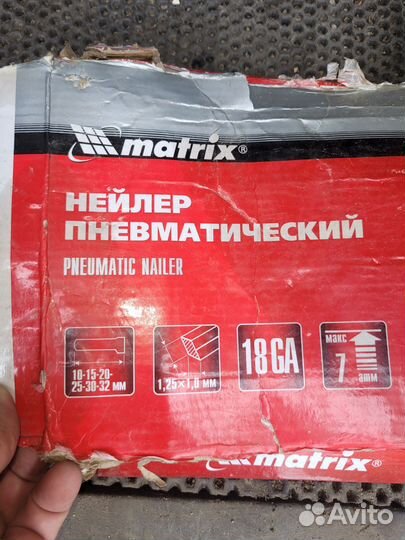 matrix®
НЕЙЛЕР
ПНЕВМАТИЧЕСКИЙ
PNEUMATIC NAILER
10-15-20-
25-30-32 мм
1,25×1,0 мм
18GA
макс
7
атм
matrix®
Avito